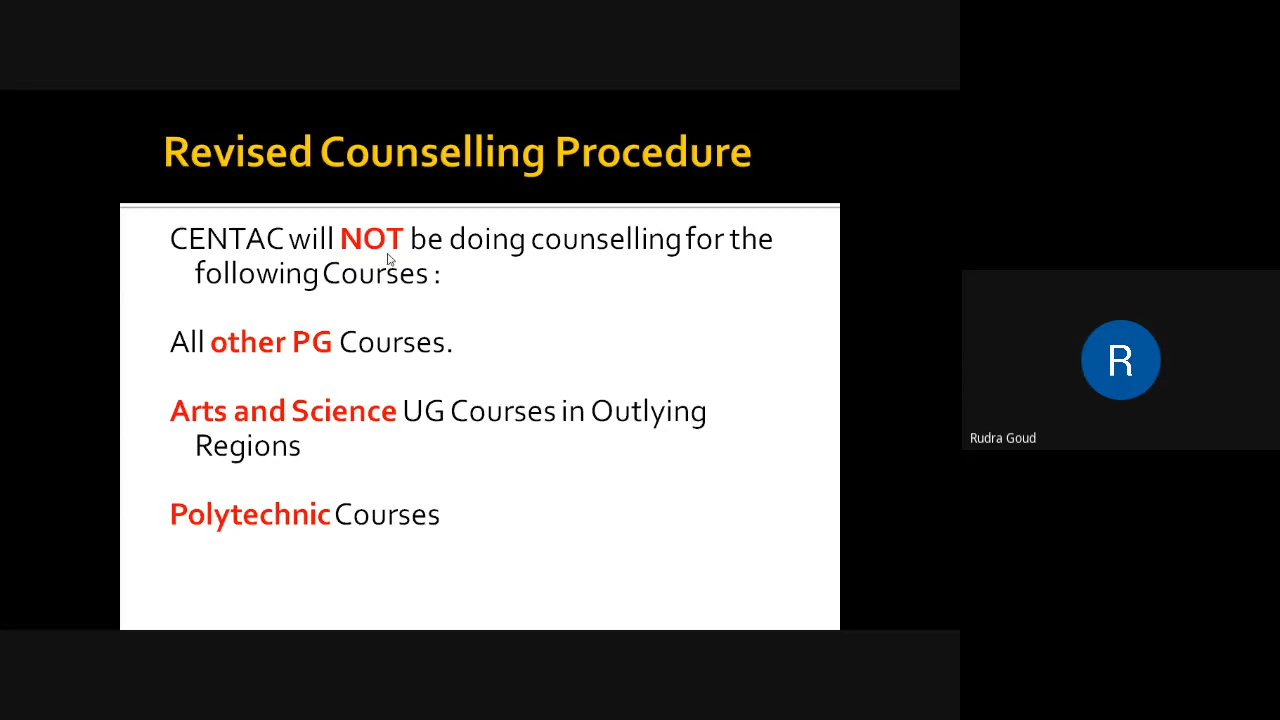 Revised Counselling Procedure
CENTAC will NOT be doing counselling for the
following Courses :
All other PG Courses.
Arts and Science UG Courses in Outlying
Regions
Polytechnic Courses
R
Rudra Goud